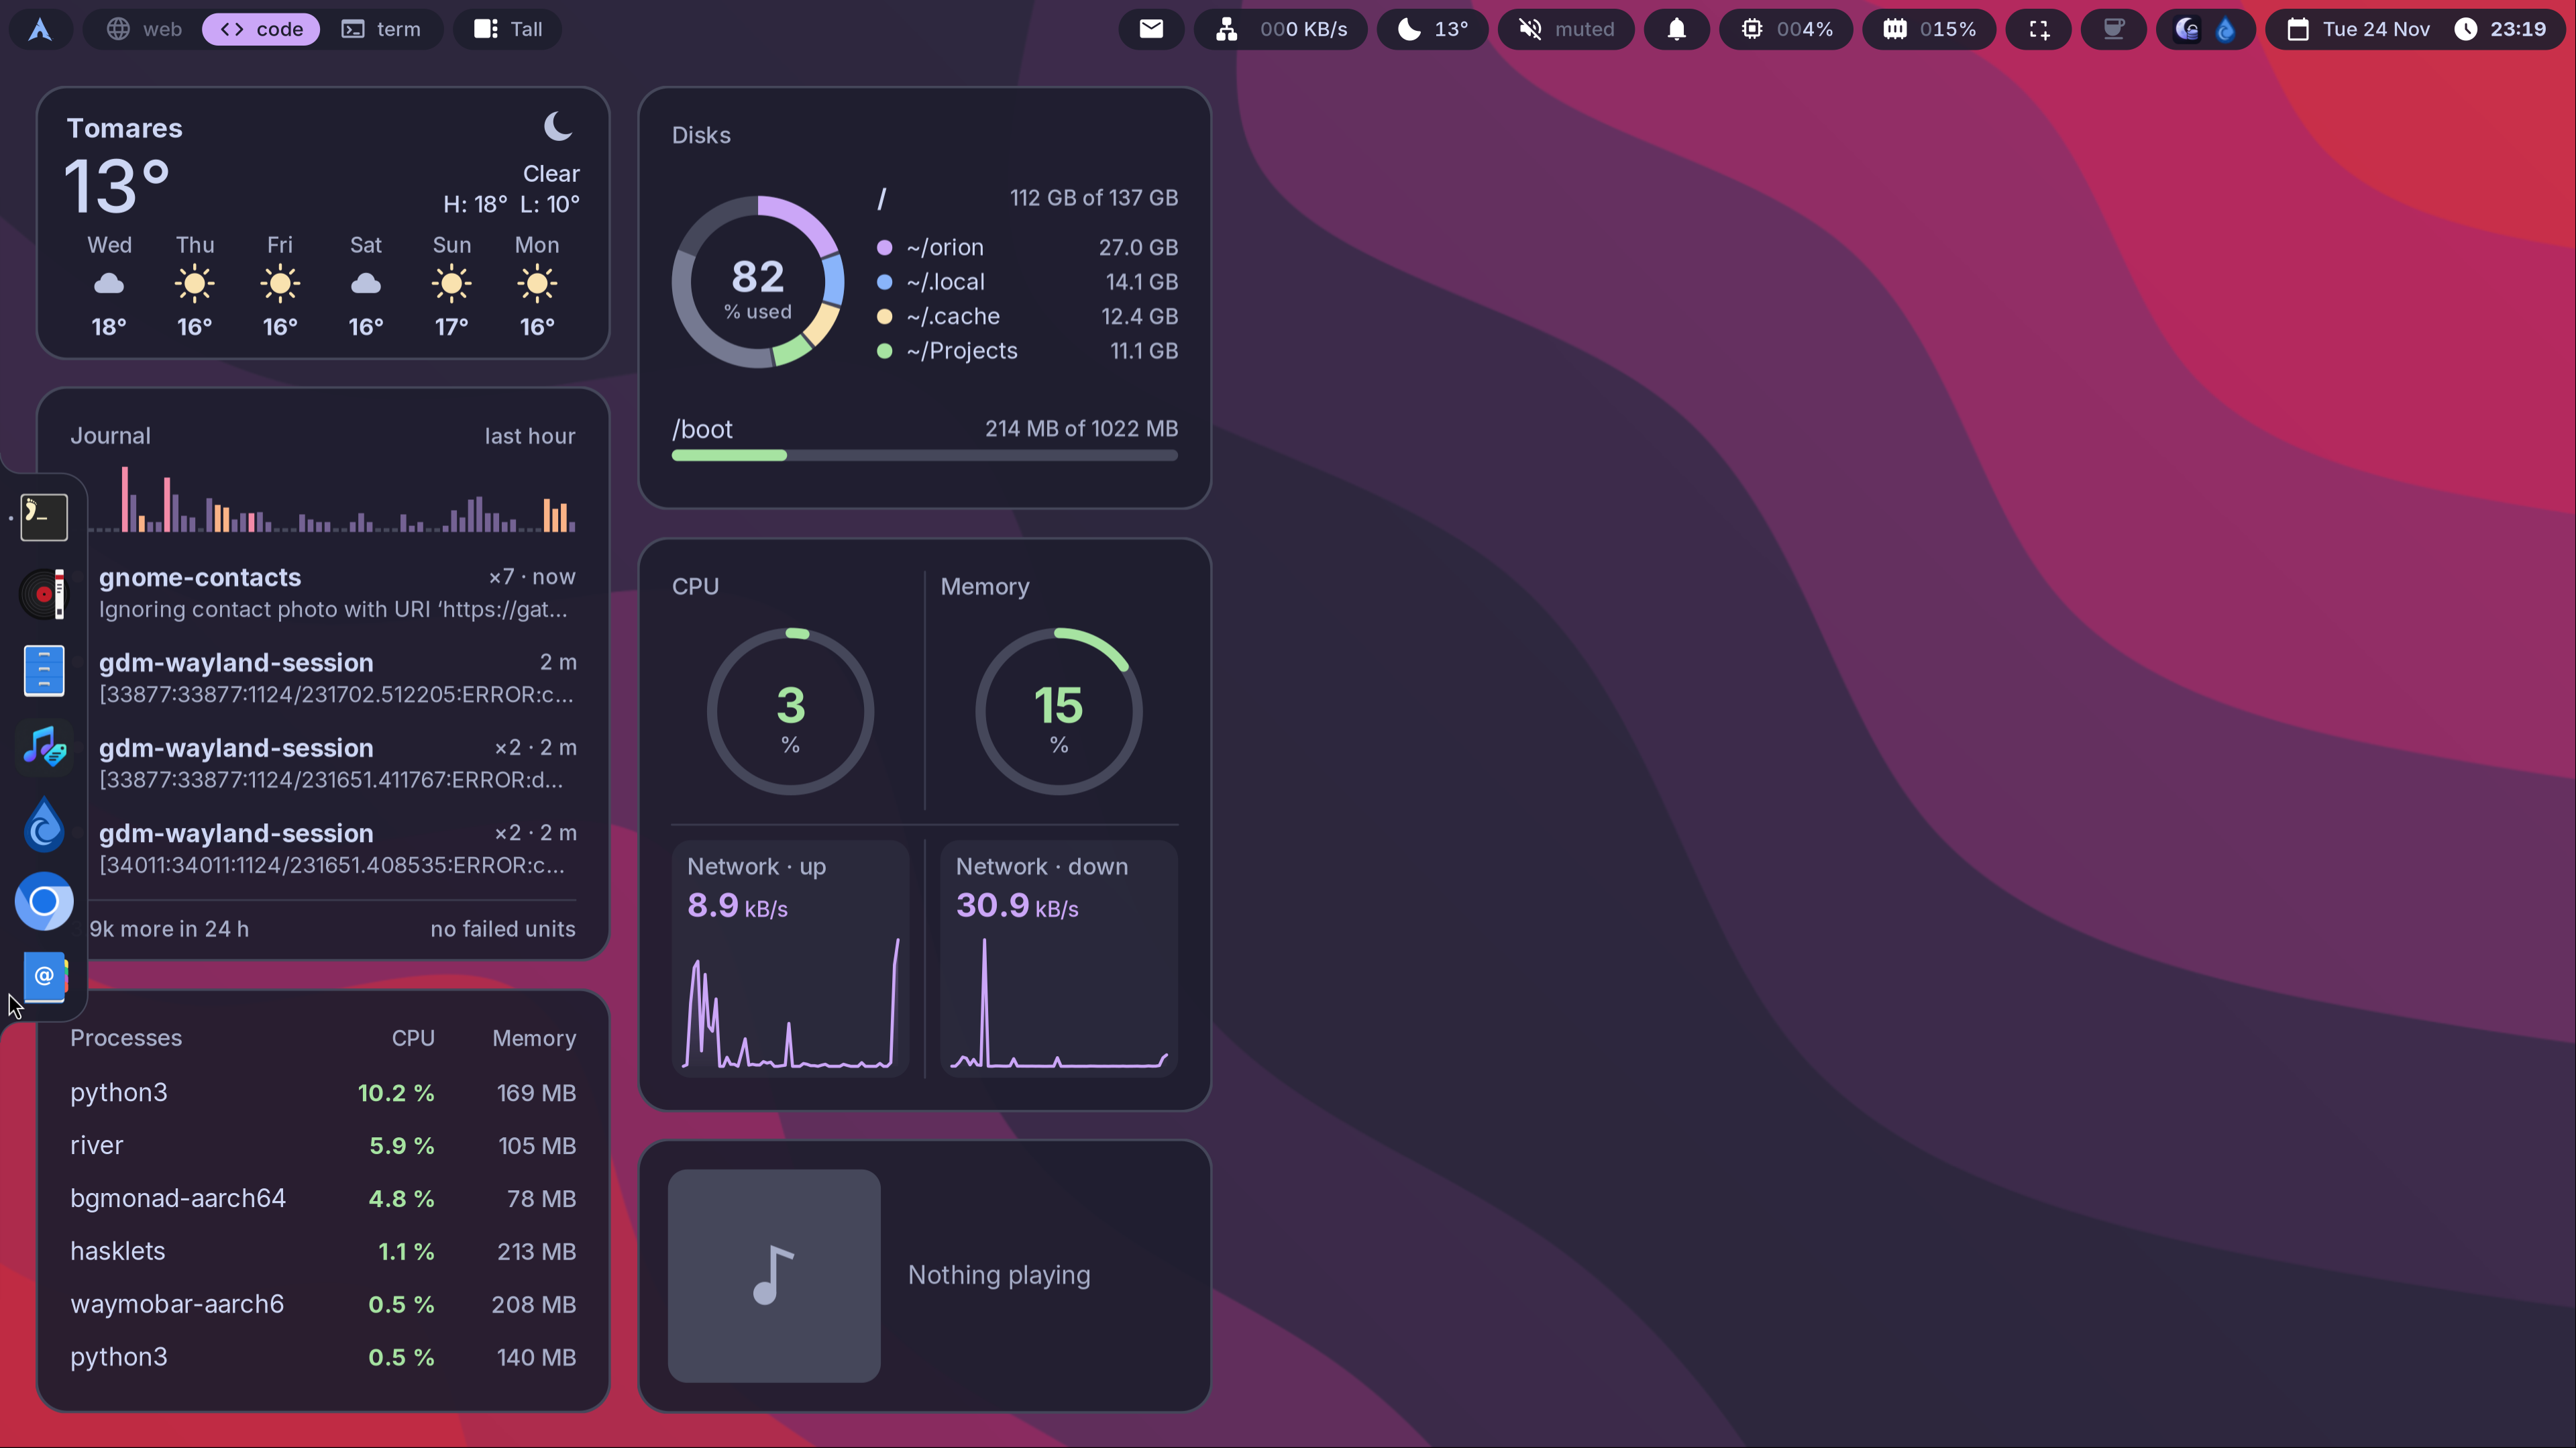 web code term Tall 000 KB/s 13° muted 004% 015% Tue 24 Nov 23:19
Tomares
13°
Clear
H: 18° L: 10°
Wed Thu Fri Sat Sun Mon
18° 16° 16° 16° 17° 16°
Journal last hour
gnome-contacts ×7 · now
Ignoring contact photo with URI ‘https://gat...
gdm-wayland-session 2 m
[33877:33877:1124/231702.512205:ERROR:c...
gdm-wayland-session ×2 · 2 m
[33877:33877:1124/231651.411767:ERROR:d...
gdm-wayland-session ×2 · 2 m
[34011:34011:1124/231651.408535:ERROR:c...
9k more in 24 h no failed units
Processes CPU Memory
python3 10.2 % 169 MB
river 5.9 % 105 MB
bgmonad-aarch64 4.8 % 78 MB
hasklets 1.1 % 213 MB
waymobar-aarch6 0.5 % 208 MB
python3 0.5 % 140 MB
Disks
/ 112 GB of 137 GB
82
% used
~/orion 27.0 GB
~/.local 14.1 GB
~/.cache 12.4 GB
~/Projects 11.1 GB
/boot 214 MB of 1022 MB
CPU Memory
3 15
% %
Network · up Network · down
8.9 kB/s 30.9 kB/s
Nothing playing